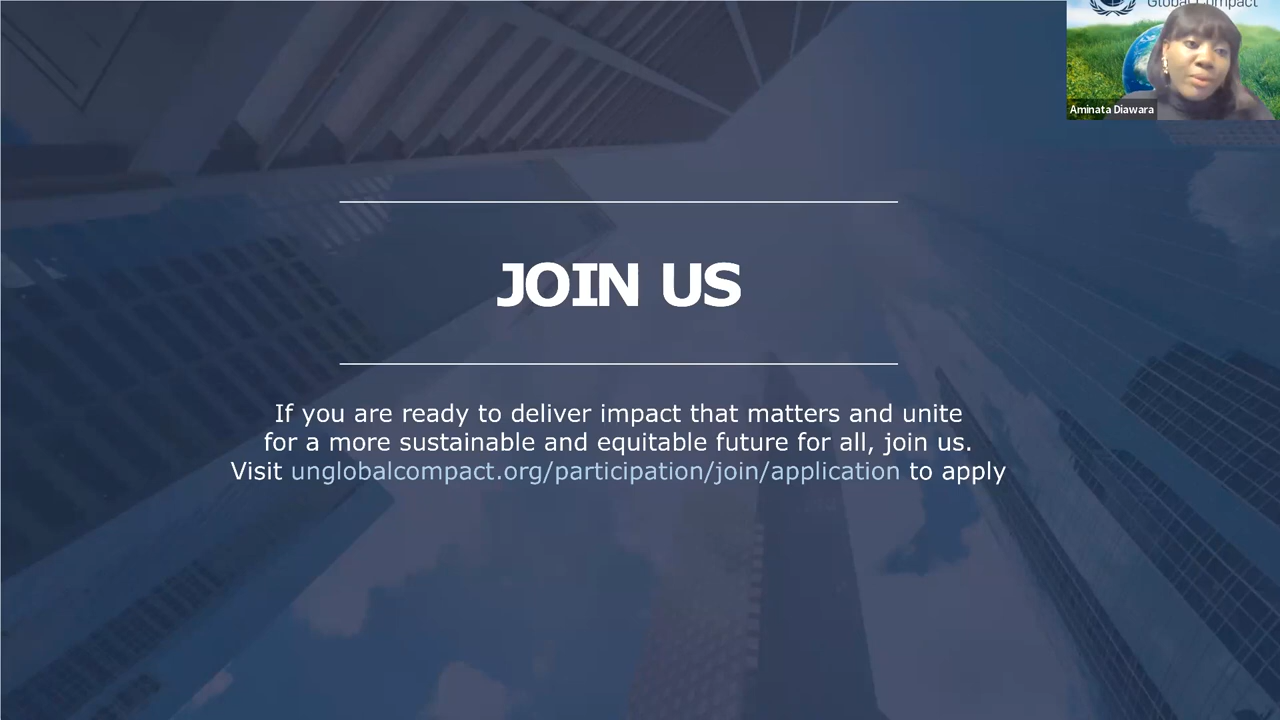 Global Compact
Aminata Diawara
JOIN US
If you are ready to deliver impact that matters and unite
for a more sustainable and equitable future for all, join us.
Visit unglobalcompact.org/participation/join/application to apply